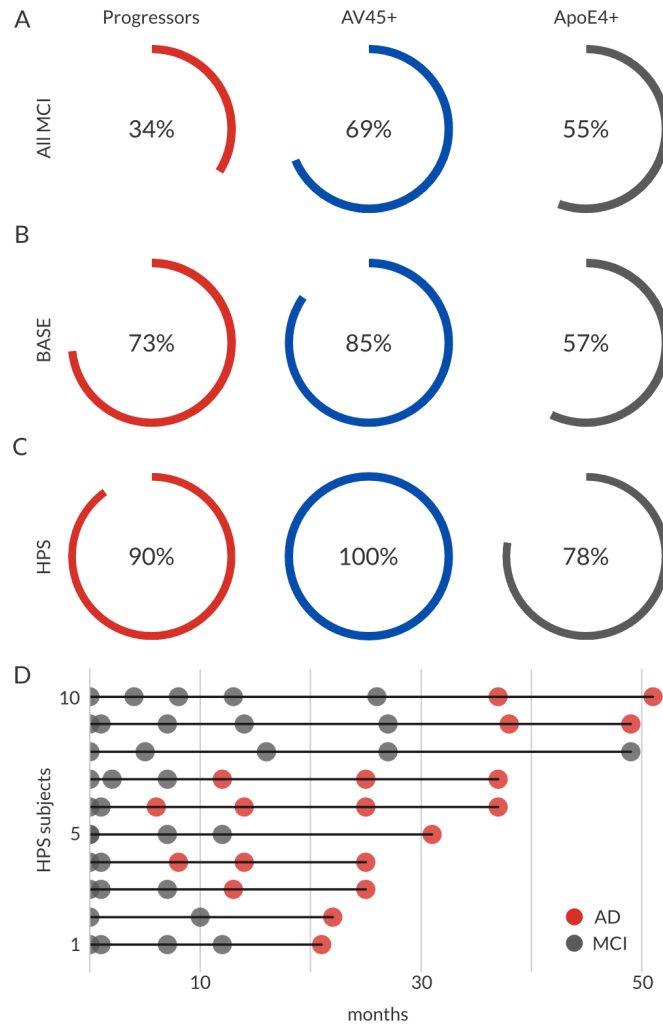 A
Progressors
AV45+
ApoE4+
All MCI
34%
69%
55%
B
BASE
73%
85%
57%
C
HPS
90%
100%
78%
D
HPS subjects
10
5
1
AD
MCI
10
30
50
months